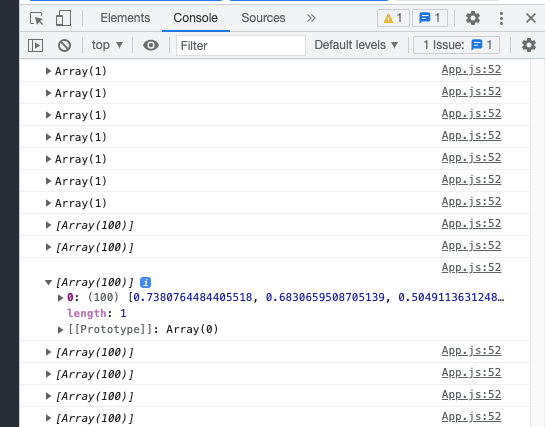 Elements Console Sources » 1 1
top Filter Default levels 1 Issue: 1
Array(1) App.js:52
Array(1) App.js:52
Array(1) App.js:52
Array(1) App.js:52
Array(1) App.js:52
Array(1) App.js:52
Array(1) App.js:52
[Array(100)] App.js:52
[Array(100)] App.js:52
App.js:52
[Array(100)] i
0: (100) [0.7380764484405518, 0.6830659508705139, 0.5049113631248…
length: 1
[[Prototype]]: Array(0)
[Array(100)] App.js:52
[Array(100)] App.js:52
[Array(100)] App.js:52
[Array(100)] App.js:52